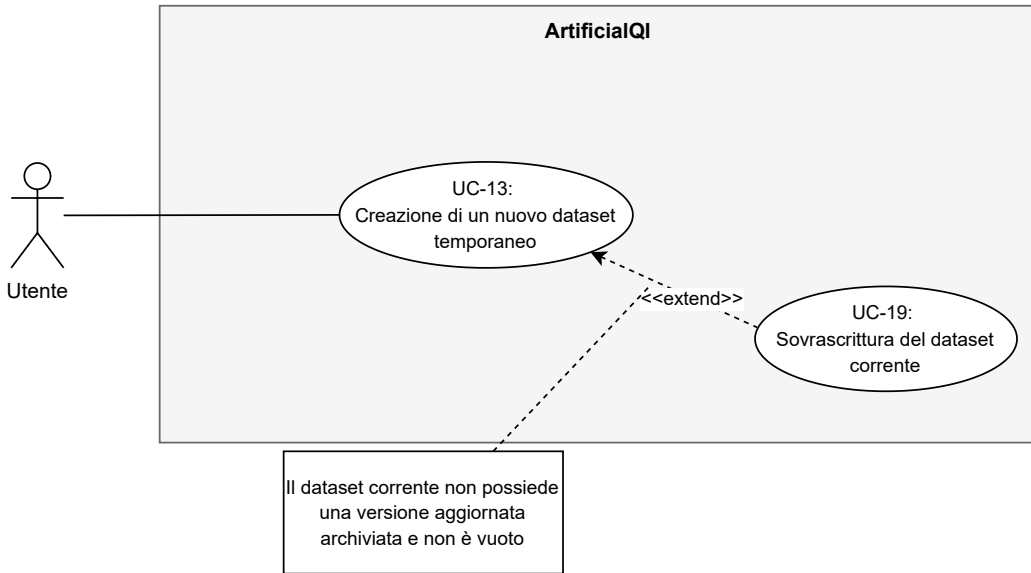 ArtificialQI
UC-13:
Creazione di un nuovo dataset
temporaneo
Utente
<<extend>>
UC-19:
Sovrascrittura del dataset
corrente
Il dataset corrente non possiede
una versione aggiornata
archiviata e non è vuoto